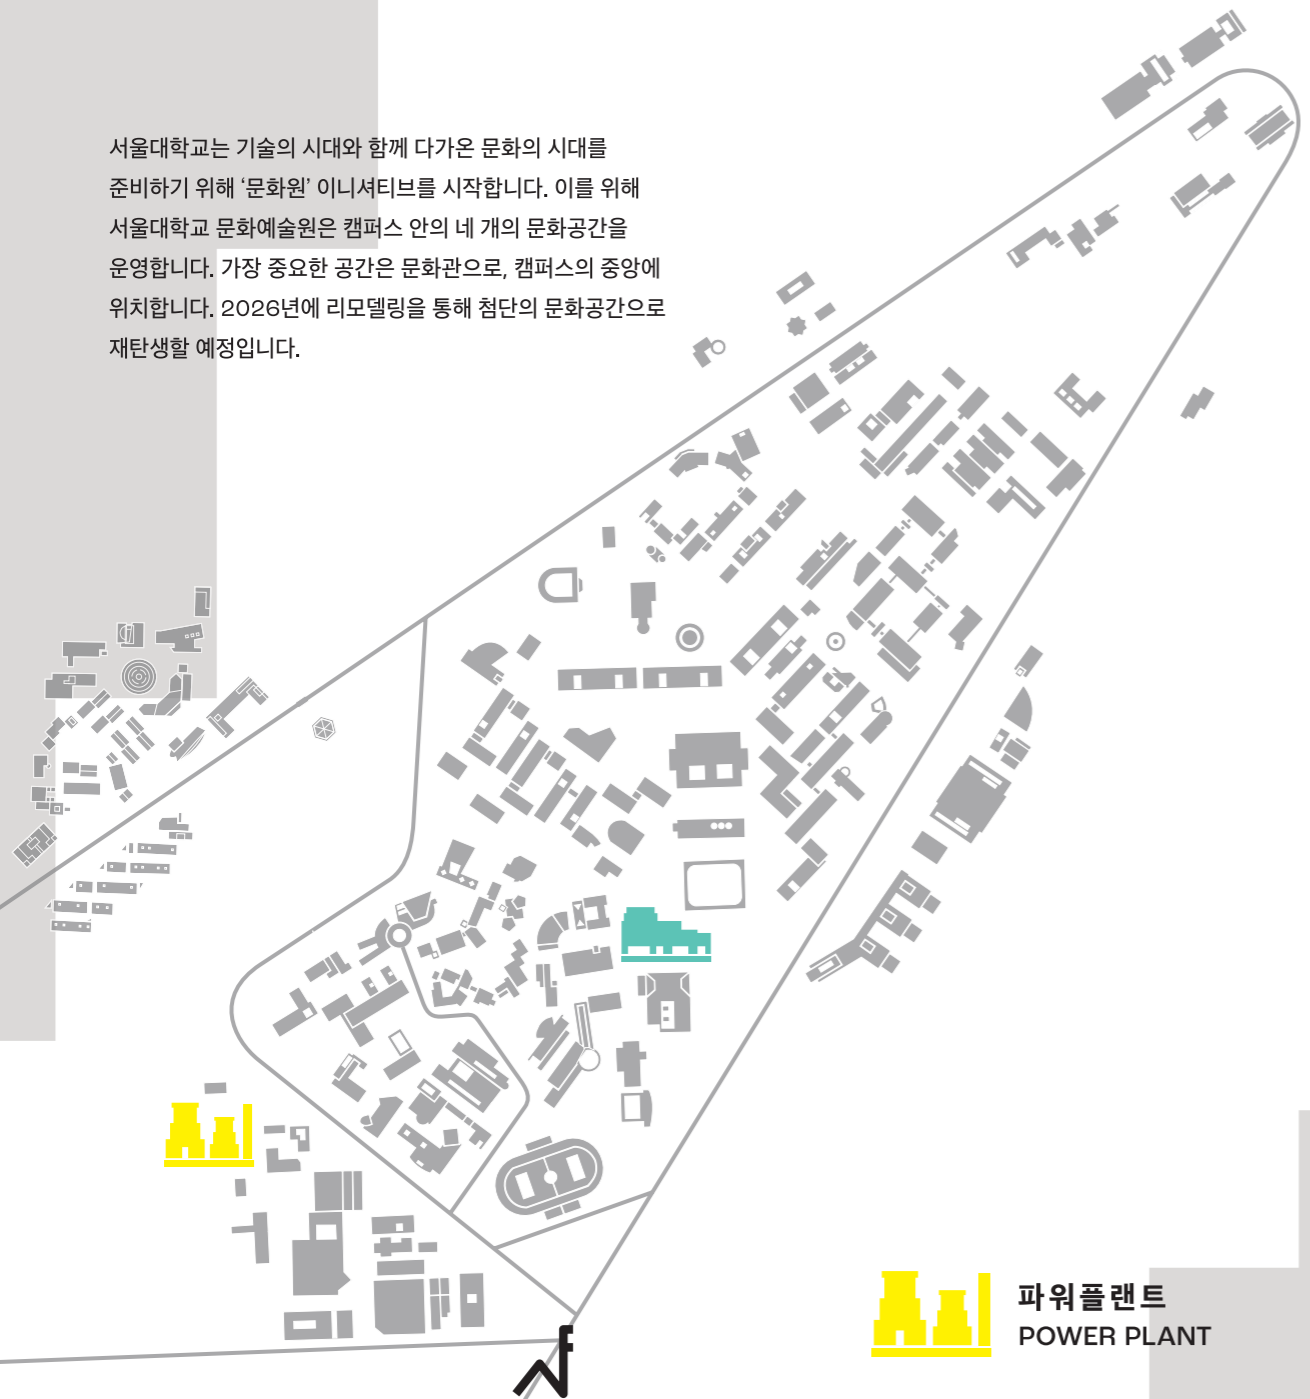 서울대학교는 기술의 시대와 함께 다가온 문화의 시대를
준비하기 위해 ‘문화원’ 이니셔티브를 시작합니다. 이를 위해
서울대학교 문화예술원은 캠퍼스 안의 네 개의 문화공간을
운영합니다. 가장 중요한 공간은 문화관으로, 캠퍼스의 중앙에
위치합니다. 2026년에 리모델링을 통해 첨단의 문화공간으로
재탄생할 예정입니다.
파워플랜트
POWER PLANT